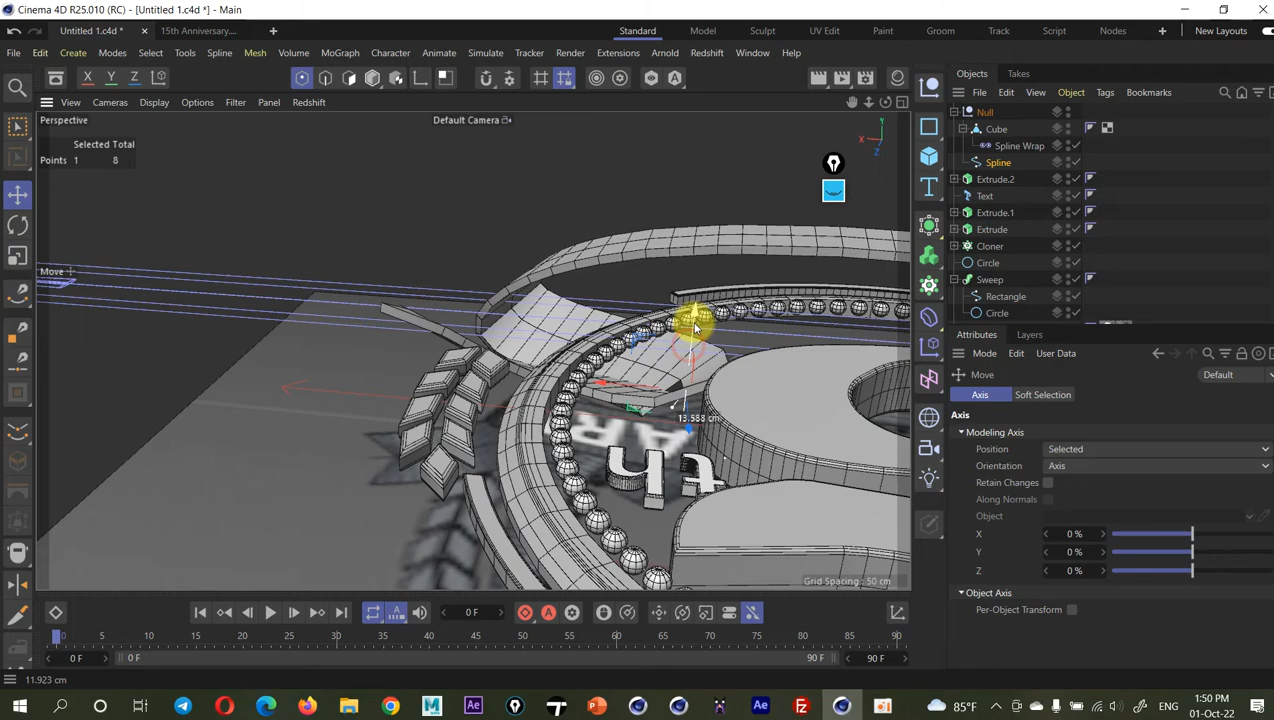 Cinema 4D R25.010 (RC) - [Untitled 1.c4d *] - Main
Untitled 1.c4d *
15th Anniversary....
Standard
Model
Sculpt
UV Edit
Paint
Groom
Track
Script
Nodes
New Layouts
File Edit Create Modes Select Tools Spline Mesh Volume MoGraph Character Animate Simulate Tracker Render Extensions Arnold Redshift Window Help
X Y Z
View Cameras Display Options Filter Panel Redshift
Perspective
Default Camera
Selected Total
Points 1 8
Move
Y
X
Z
13.588 cm
th
Grid Spacing : 50 cm
Objects Takes
File Edit View Object Tags Bookmarks
Null
Cube
Spline Wrap
Spline
Extrude.2
Text
Extrude.1
Extrude
Cloner
Circle
Sweep
Rectangle
Circle
Attributes Layers
Mode Edit User Data
Move
Default
Axis Soft Selection
Axis
Modeling Axis
Position Selected
Orientation Axis
Retain Changes
Along Normals
Object
X 0 %
Y 0 %
Z 0 %
Object Axis
Per-Object Transform
0 F
0 5 10 15 20 25 30 35 40 45 50 55 60 65 70 75 80 85 90
0 F
0 F
90 F
90 F
11.923 cm
85°F
ENG
1:50 PM
01-Oct-22